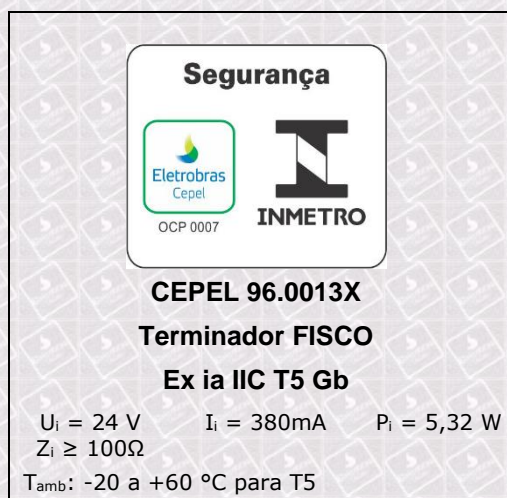 Segurança
Eletrobras
Cepel
OCP 0007
INMETRO
CEPEL 96.0013X
Terminador FISCO
Ex ia IIC T5 Gb
Ui = 24 V Ii = 380mA Pi = 5,32 W
Zi ≥ 100Ω
Tamb: -20 a +60 °C para T5